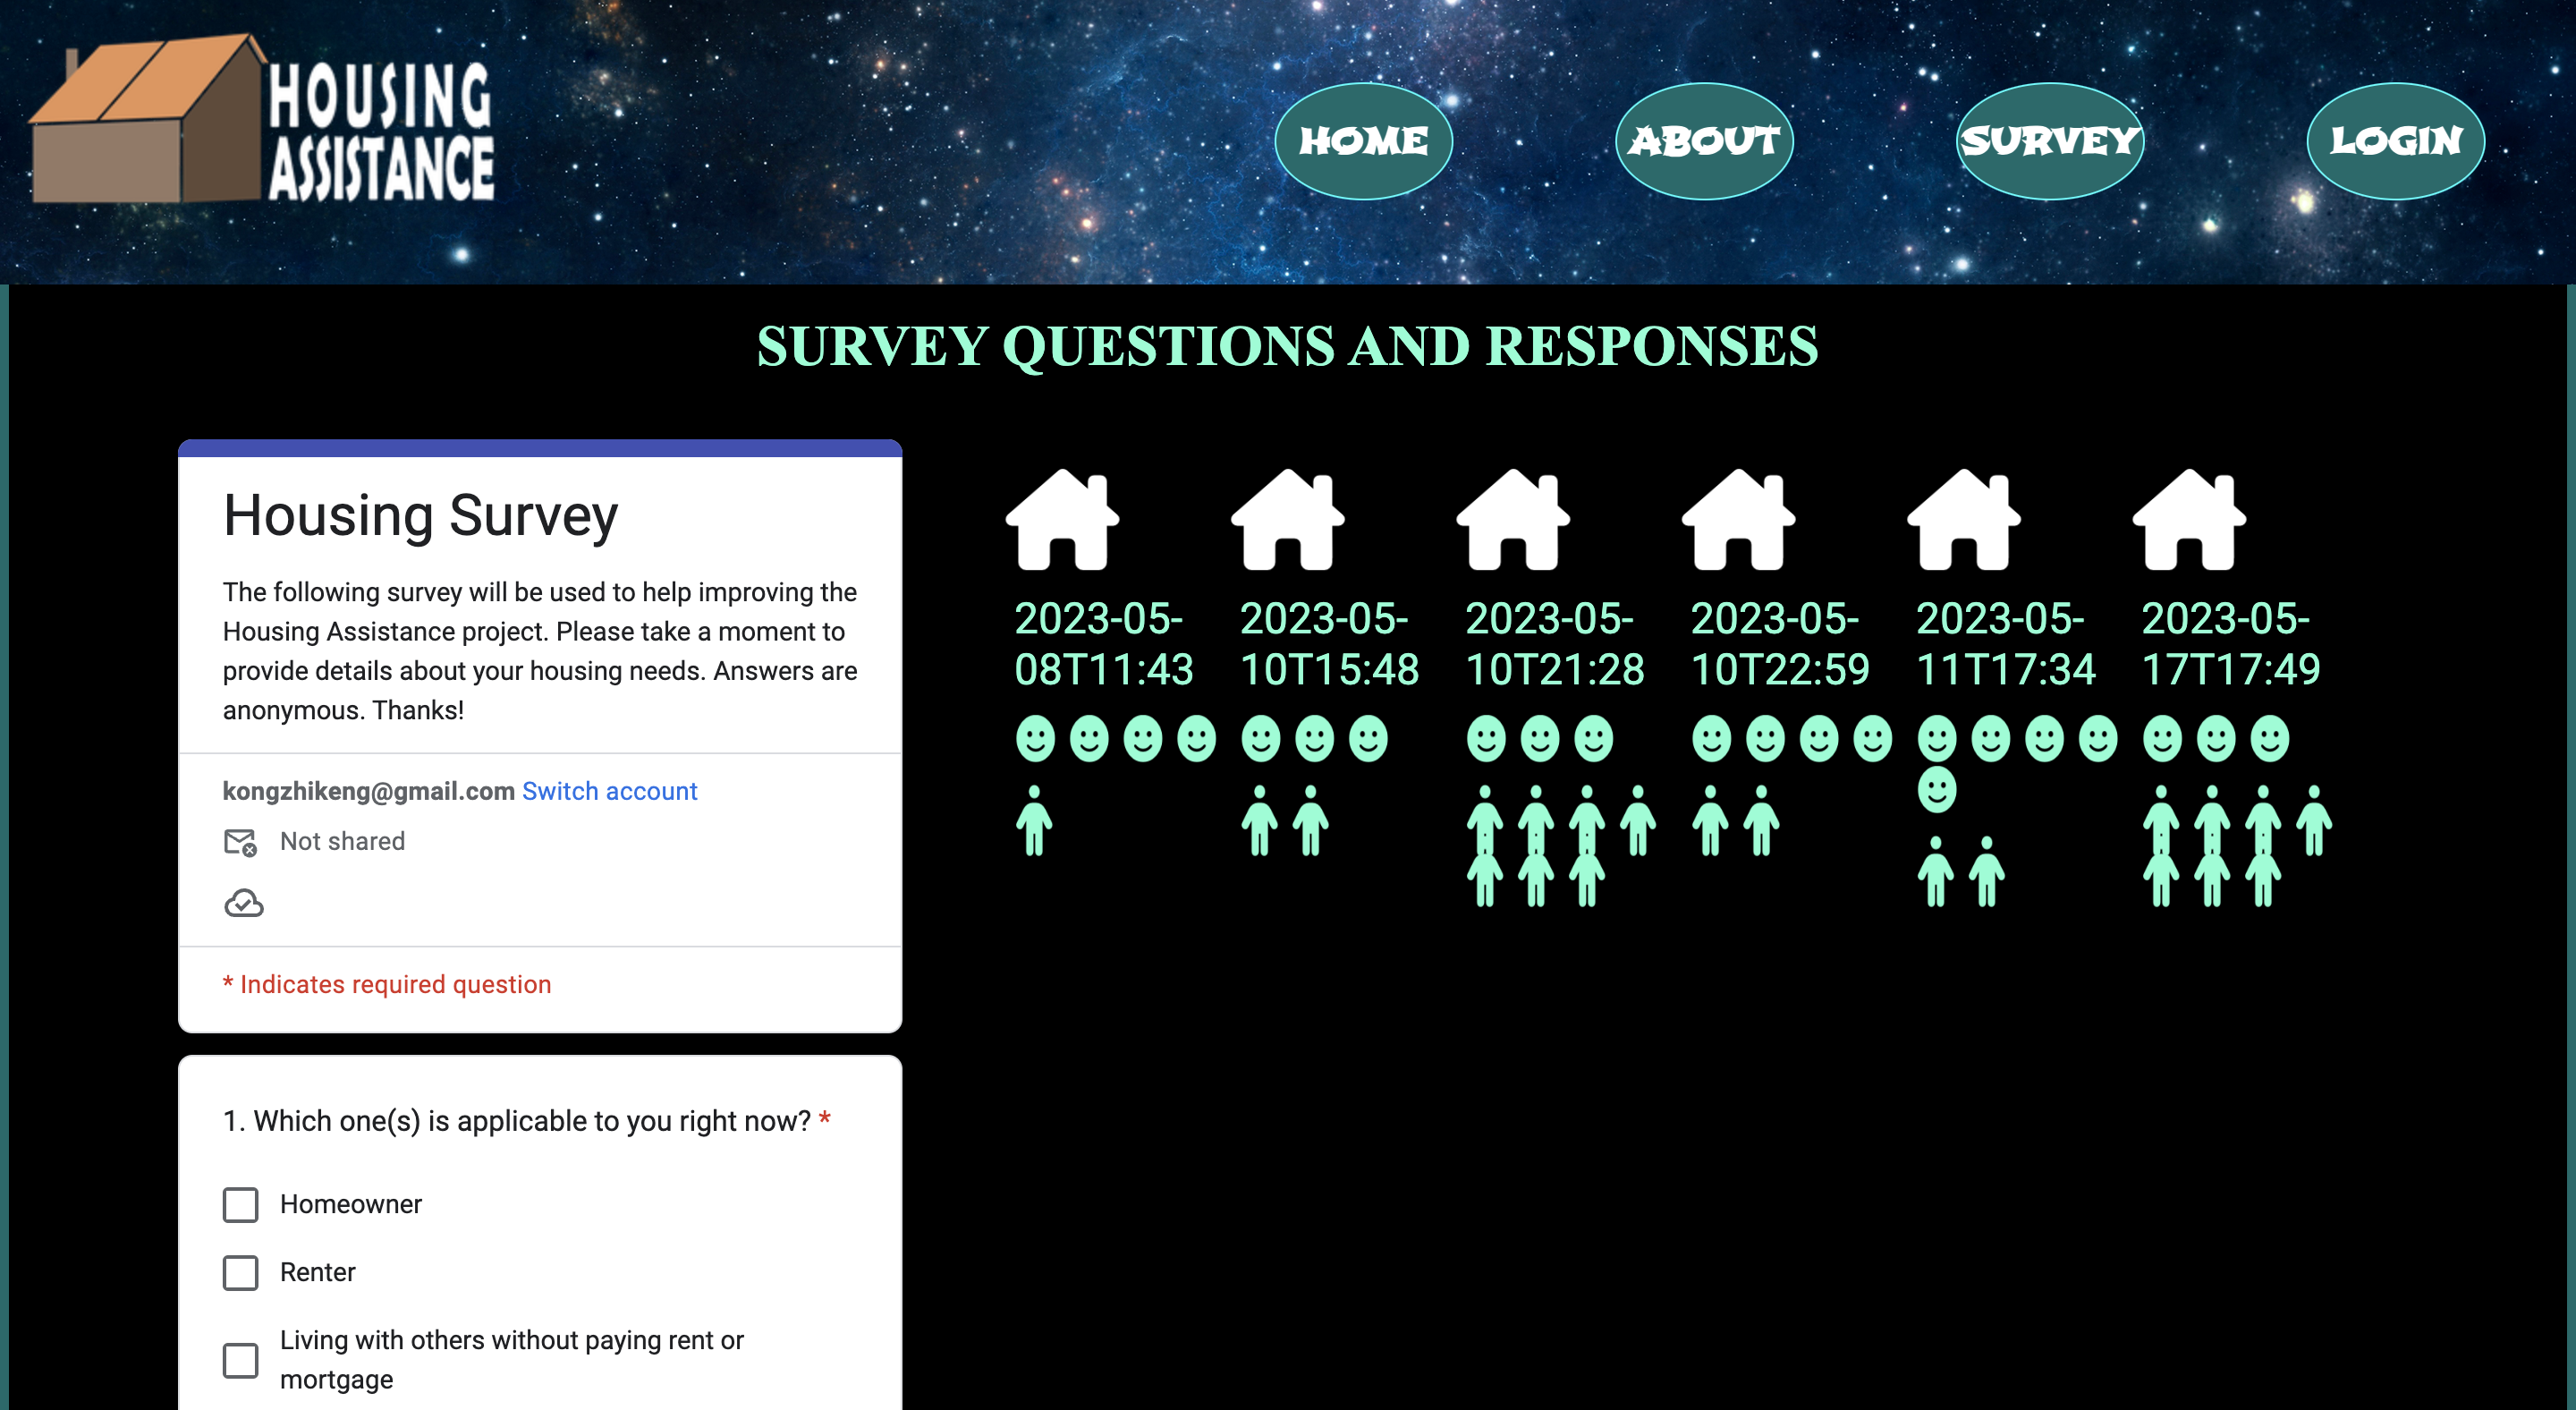 HOUSING
ASSISTANCE
HOME
ABOUT
SURVEY
LOGIN
SURVEY QUESTIONS AND RESPONSES
Housing Survey
The following survey will be used to help improving the
Housing Assistance project. Please take a moment to
provide details about your housing needs. Answers are
anonymous. Thanks!
kongzhikeng@gmail.com Switch account
Not shared
* Indicates required question
1. Which one(s) is applicable to you right now? *
Homeowner
Renter
Living with others without paying rent or
mortgage
2023-05-
08T11:43
2023-05-
10T15:48
2023-05-
10T21:28
2023-05-
10T22:59
2023-05-
11T17:34
2023-05-
17T17:49